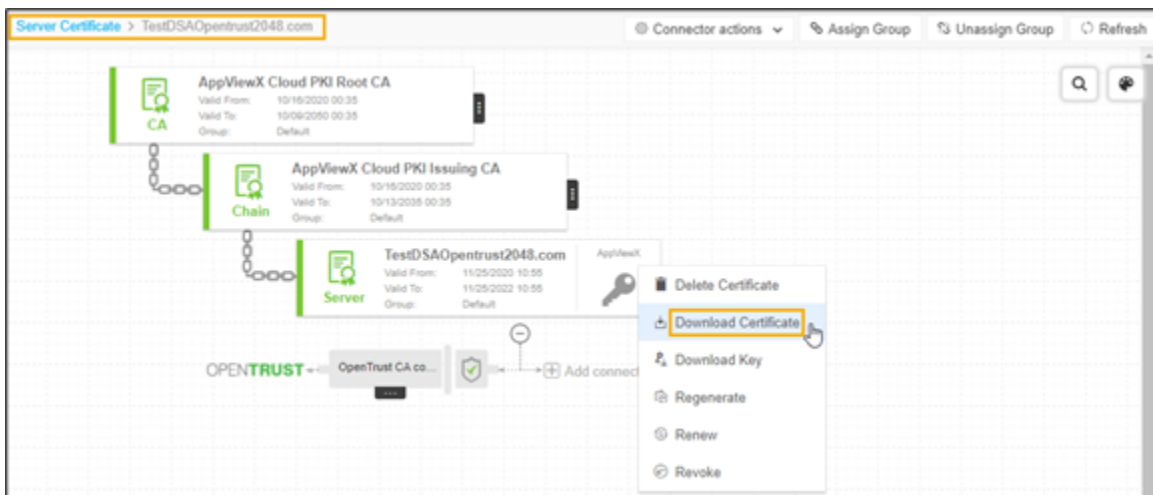 Server Certificate > TestDSAOpentrust2048.com
Connector actions
Assign Group
Unassign Group
Refresh
AppViewX Cloud PKI Root CA
Valid From: 10/16/2020 00:35
Valid To: 10/09/2050 00:35
Group: Default
CA
AppViewX Cloud PKI Issuing CA
Valid From: 10/16/2020 00:35
Valid To: 10/13/2035 00:35
Group: Default
Chain
TestDSAOpentrust2048.com
Valid From: 11/25/2020 10:55
Valid To: 11/25/2022 10:55
Group: Default
Server
AppViewX
Delete Certificate
Download Certificate
Download Key
Regenerate
Renew
Revoke
OPENTRUST
OpenTrust CA co...
Add connect